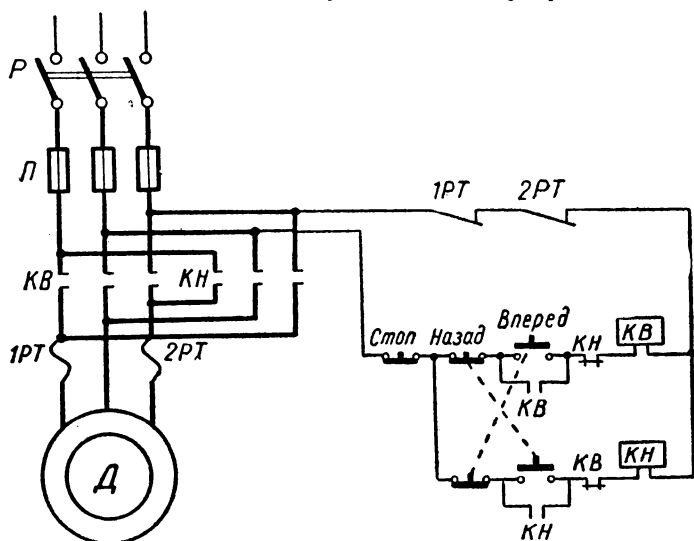 Р
Л
1РТ 2РТ
КВ КН
1РТ 2РТ
Стоп Назад Вперед
КН КВ
КВ
Д
КВ КН
КН